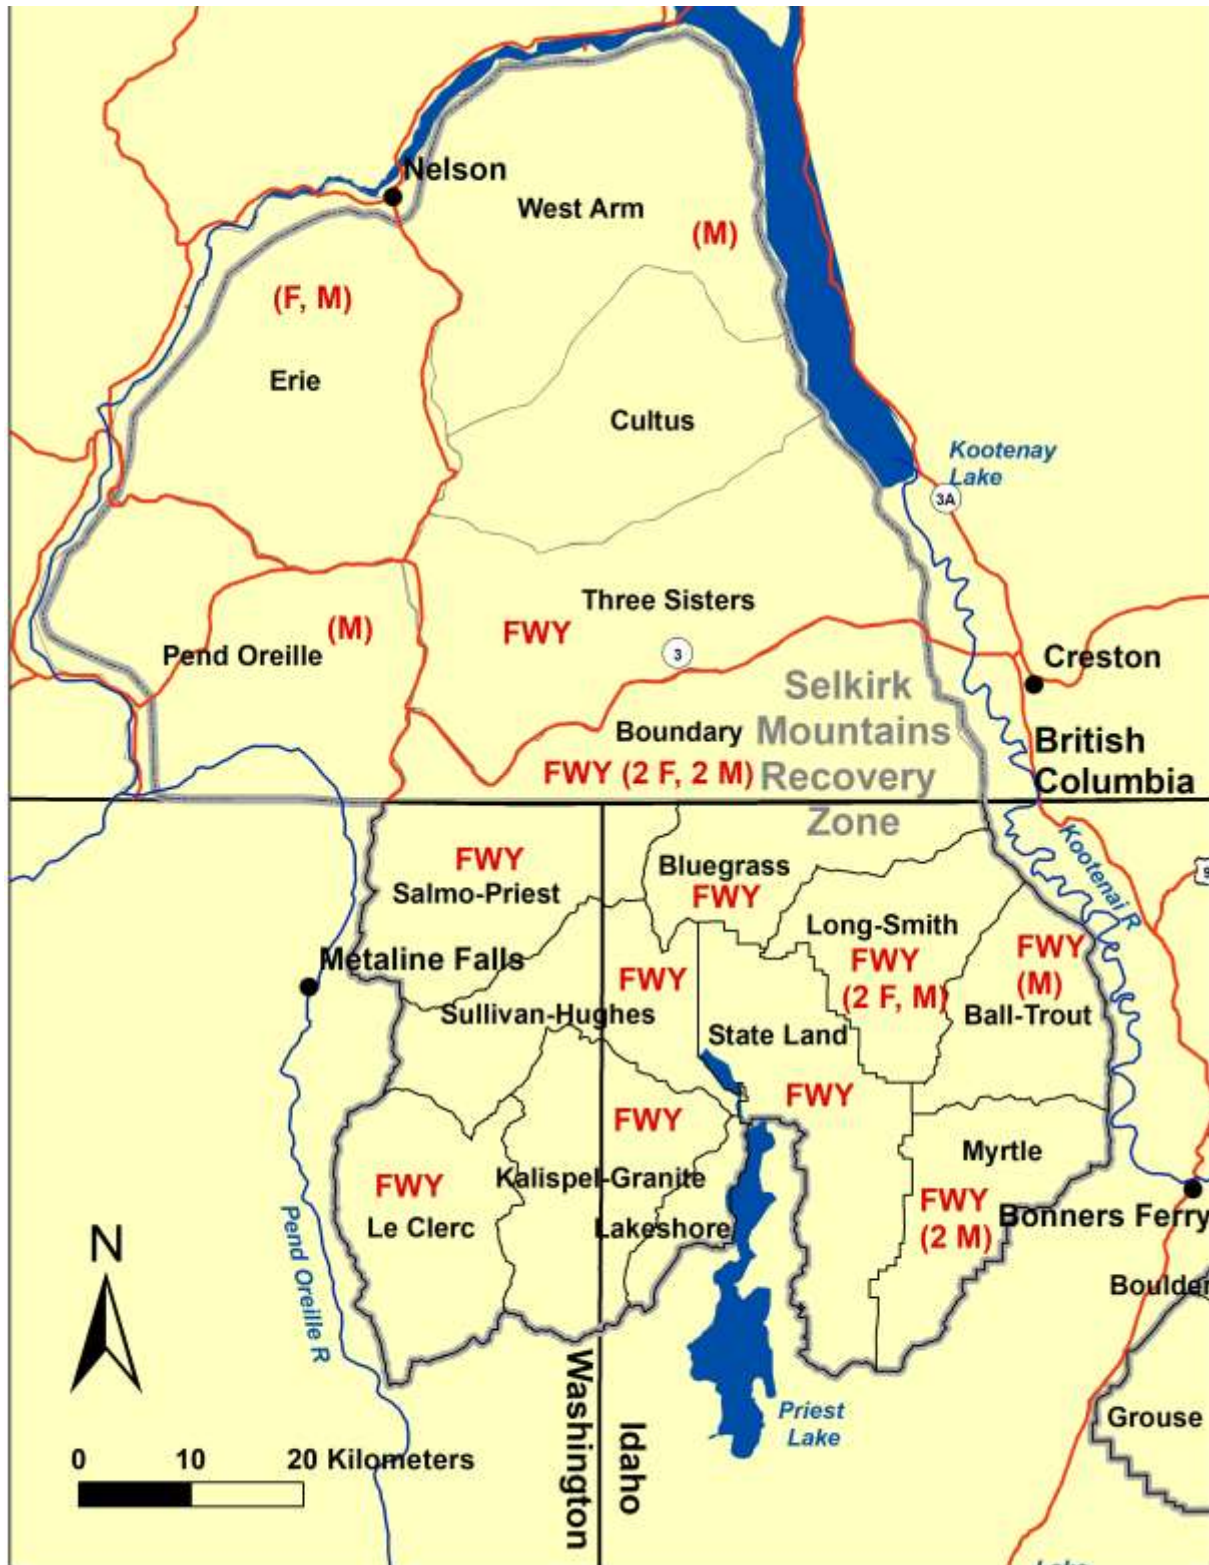 Nelson
West Arm
(M)
(F, M)
Erie
Cultus
Kootenay
Lake
3A
Three Sisters
FWY
(M)
Pend Oreille
3
Creston
Selkirk
Mountains
Recovery
Zone
Boundary
FWY (2 F, 2 M)
British
Columbia
Kootenai R
FWY
Salmo-Priest
Bluegrass
FWY
Long-Smith
FWY
(2 F, M)
FWY
(M)
Ball-Trout
Metaline Falls
FWY
Sullivan-Hughes
State Land
FWY
FWY
Myrtle
Kalispel-Granite
FWY
Le Clerc
Lakeshore
FWY
(2 M)
Bonners Ferry
Boulder
N
Pend Oreille R
Washington
Idaho
Priest
Lake
Grouse
0 10 20 Kilometers